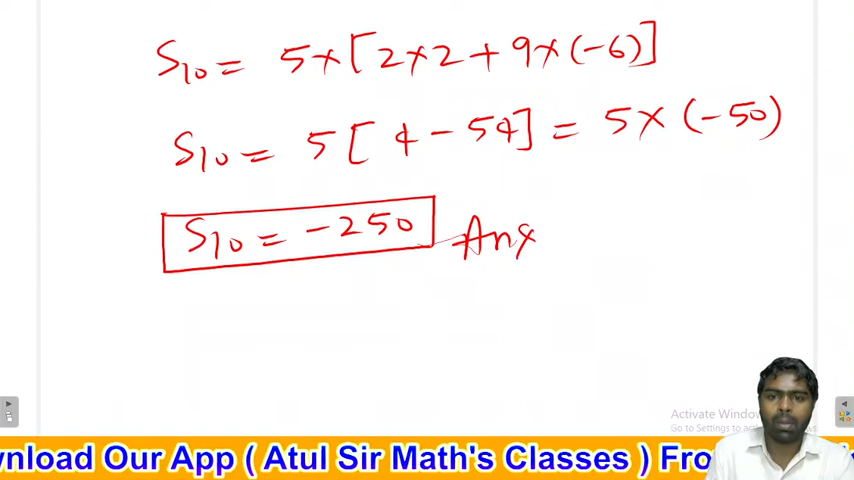 S₁₀ = 5×[2×2+9×(-6)]
S₁₀ = 5[4-54] = 5×(-50)
S₁₀ = -250 Ans
Activate Window
Go to Settings to
wnload Our App ( Atul Sir Math's Classes ) Fro